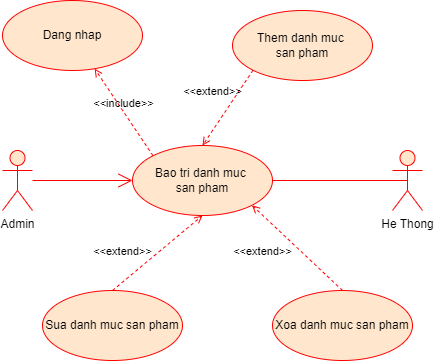 Dang nhap
Them danh muc
san pham
<<extend>>
<<include>>
Bao tri danh muc
san pham
Admin
He Thong
<<extend>>
<<extend>>
Sua danh muc san pham
Xoa danh muc san pham